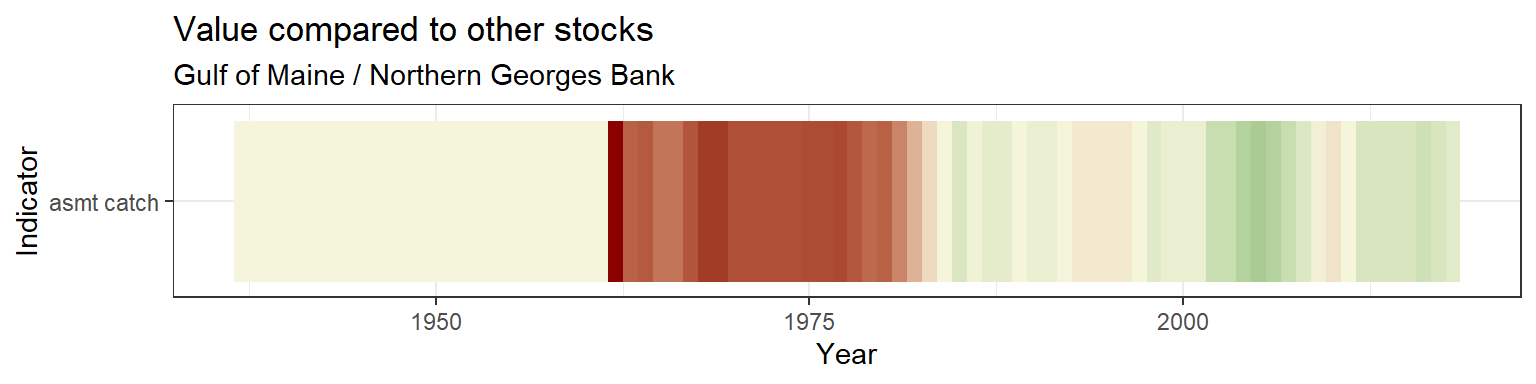 Value compared to other stocks
Gulf of Maine / Northern Georges Bank
Indicator
asmt catch
1950 1975 2000
Year